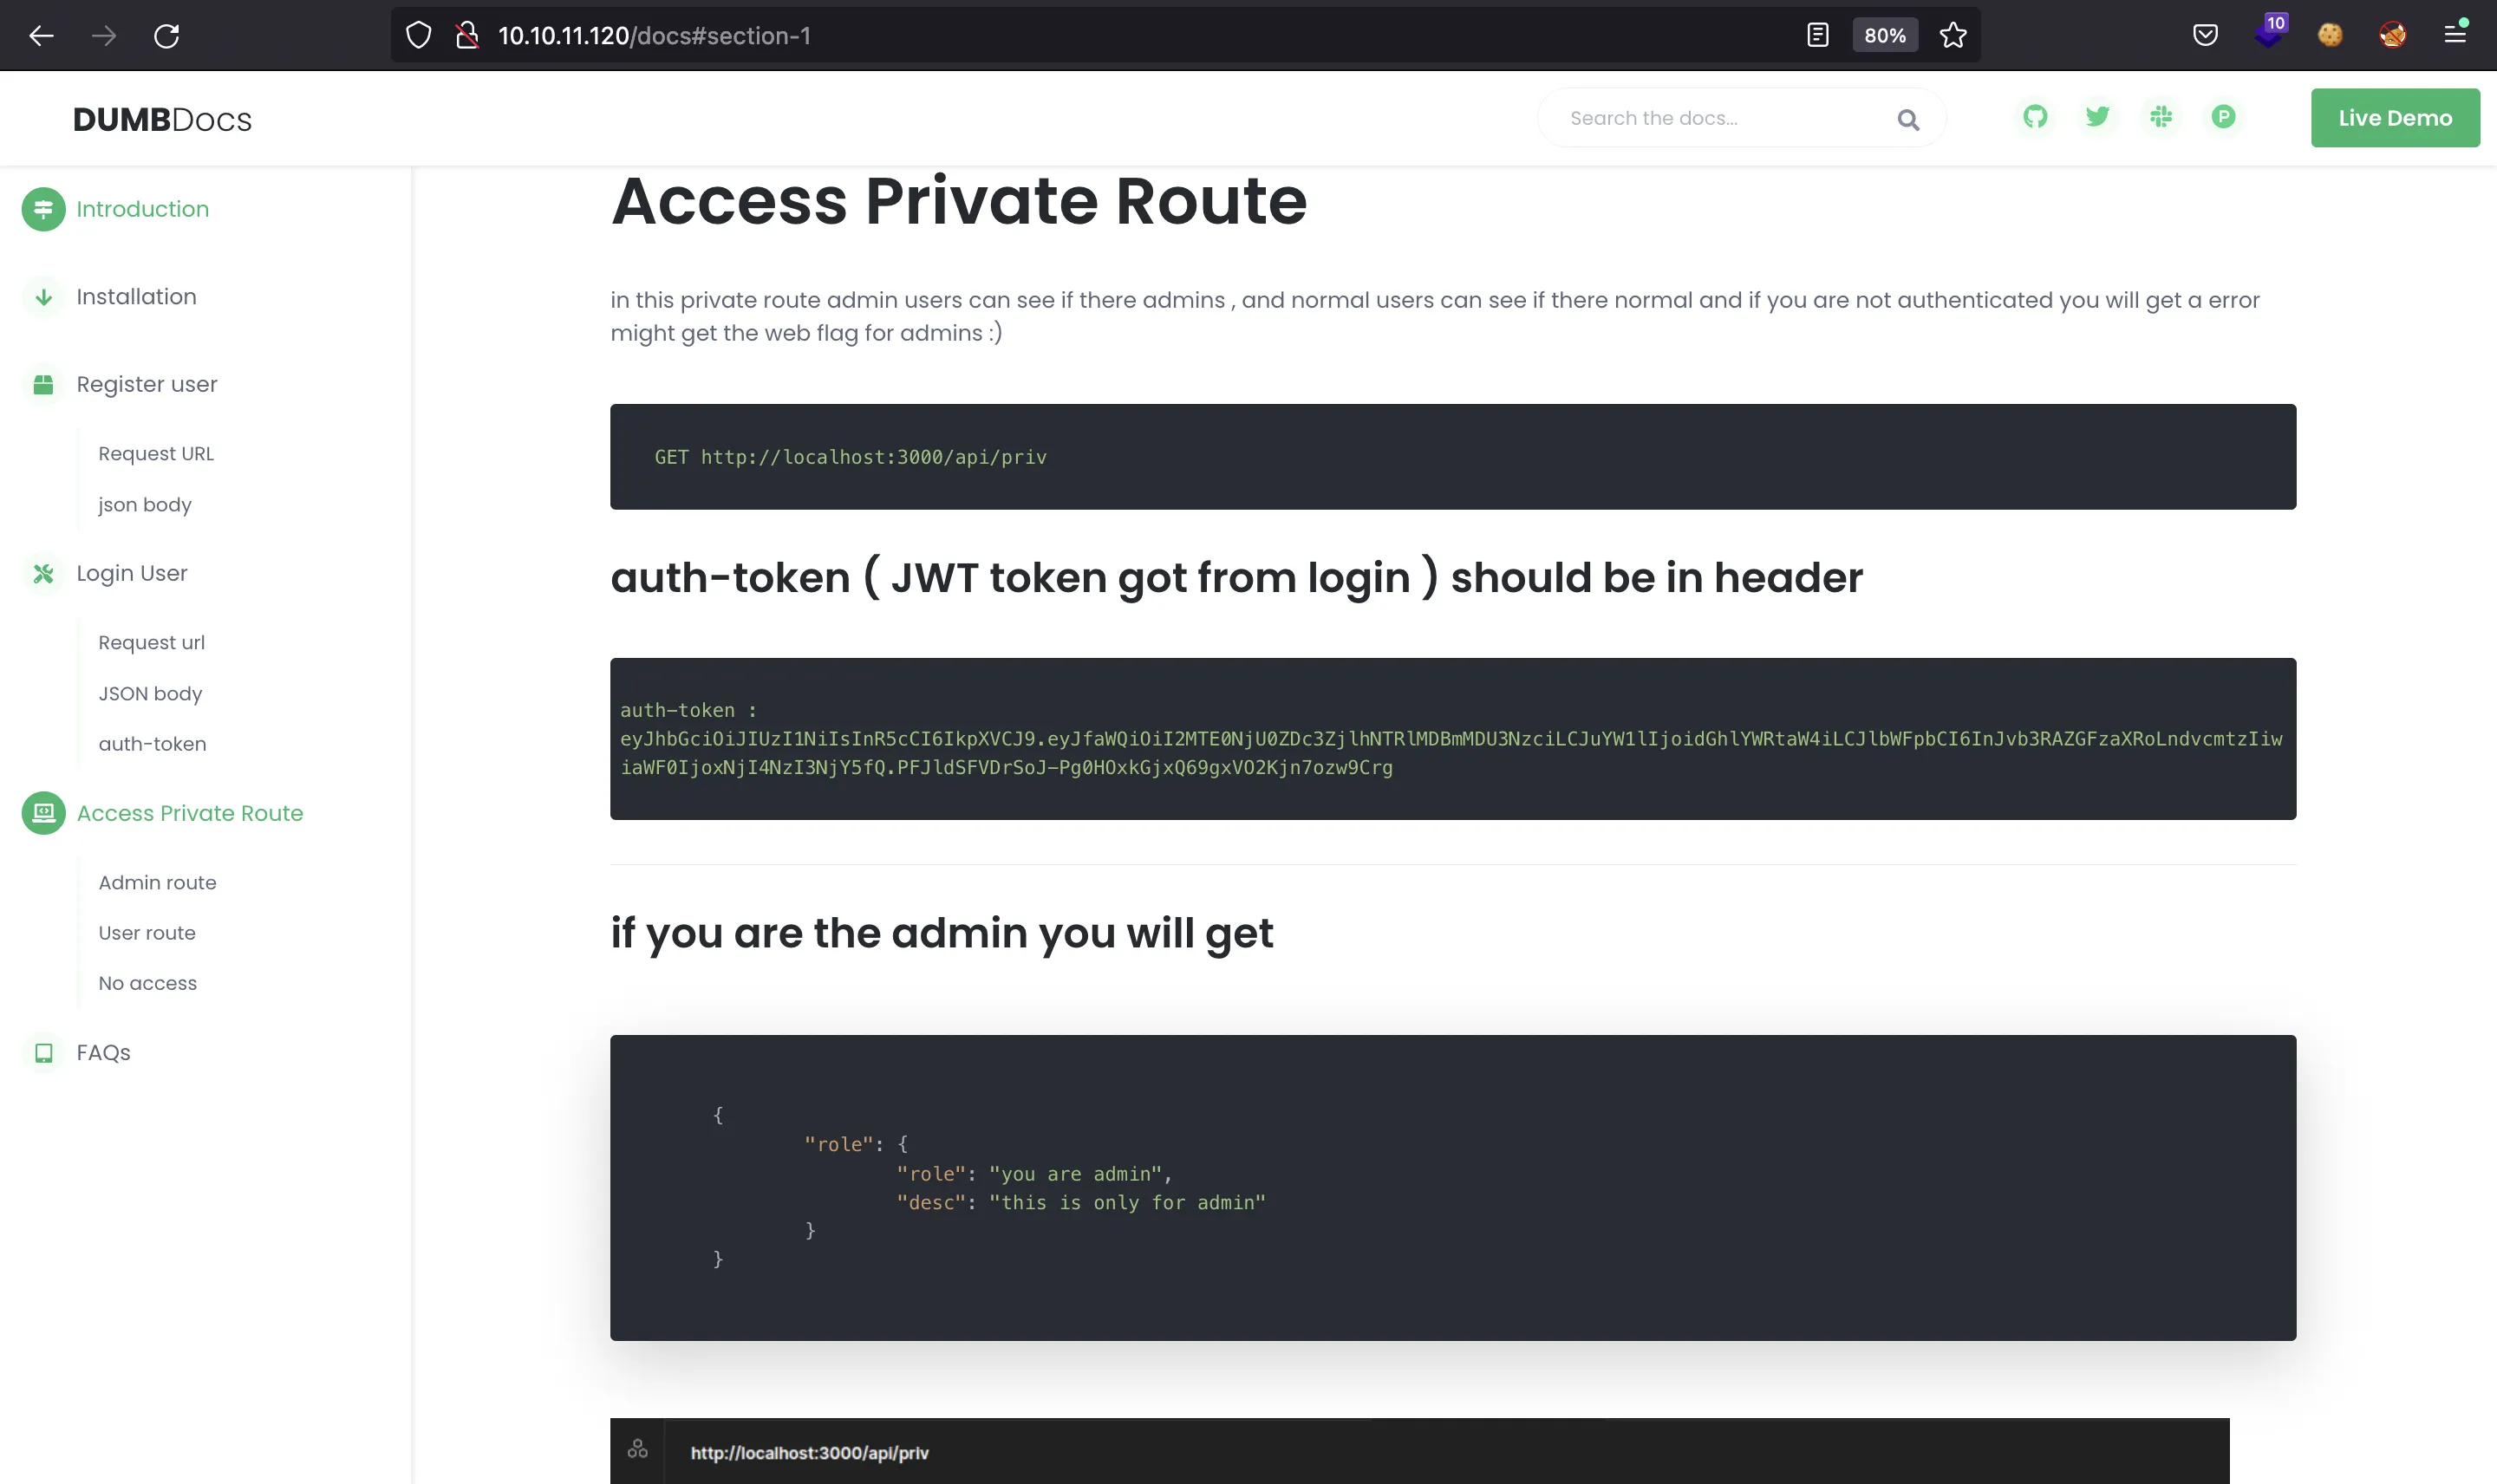 10.10.11.120/docs#section-1
80%
10
DUMBDocs
Search the docs...
Live Demo
Introduction
Installation
Register user
Request URL
json body
Login User
Request url
JSON body
auth-token
Access Private Route
Admin route
User route
No access
FAQs
Access Private Route
in this private route admin users can see if there admins , and normal users can see if there normal and if you are not authenticated you will get a error
might get the web flag for admins :)
GET http://localhost:3000/api/priv
auth-token ( JWT token got from login ) should be in header
auth-token :
eyJhbGciOiJIUzI1NiIsInR5cCI6IkpXVCJ9.eyJfaWQiOiI2MTE0NjU0ZDc3ZjlhNTRlMDBmMDU3NzciLCJuYW1lIjoidGhlYWRtaW4iLCJlbWFpbCI6InJvb3RAZGFzaXRoLndvcmtzIiw
iaWF0IjoxNjI4NzI3NjY5fQ.PFJldSFVDrSoJ-Pg0HOxkGjxQ69gxVO2Kjn7ozw9Crg
if you are the admin you will get
{
"role": {
"role": "you are admin",
"desc": "this is only for admin"
}
}
http://localhost:3000/api/priv